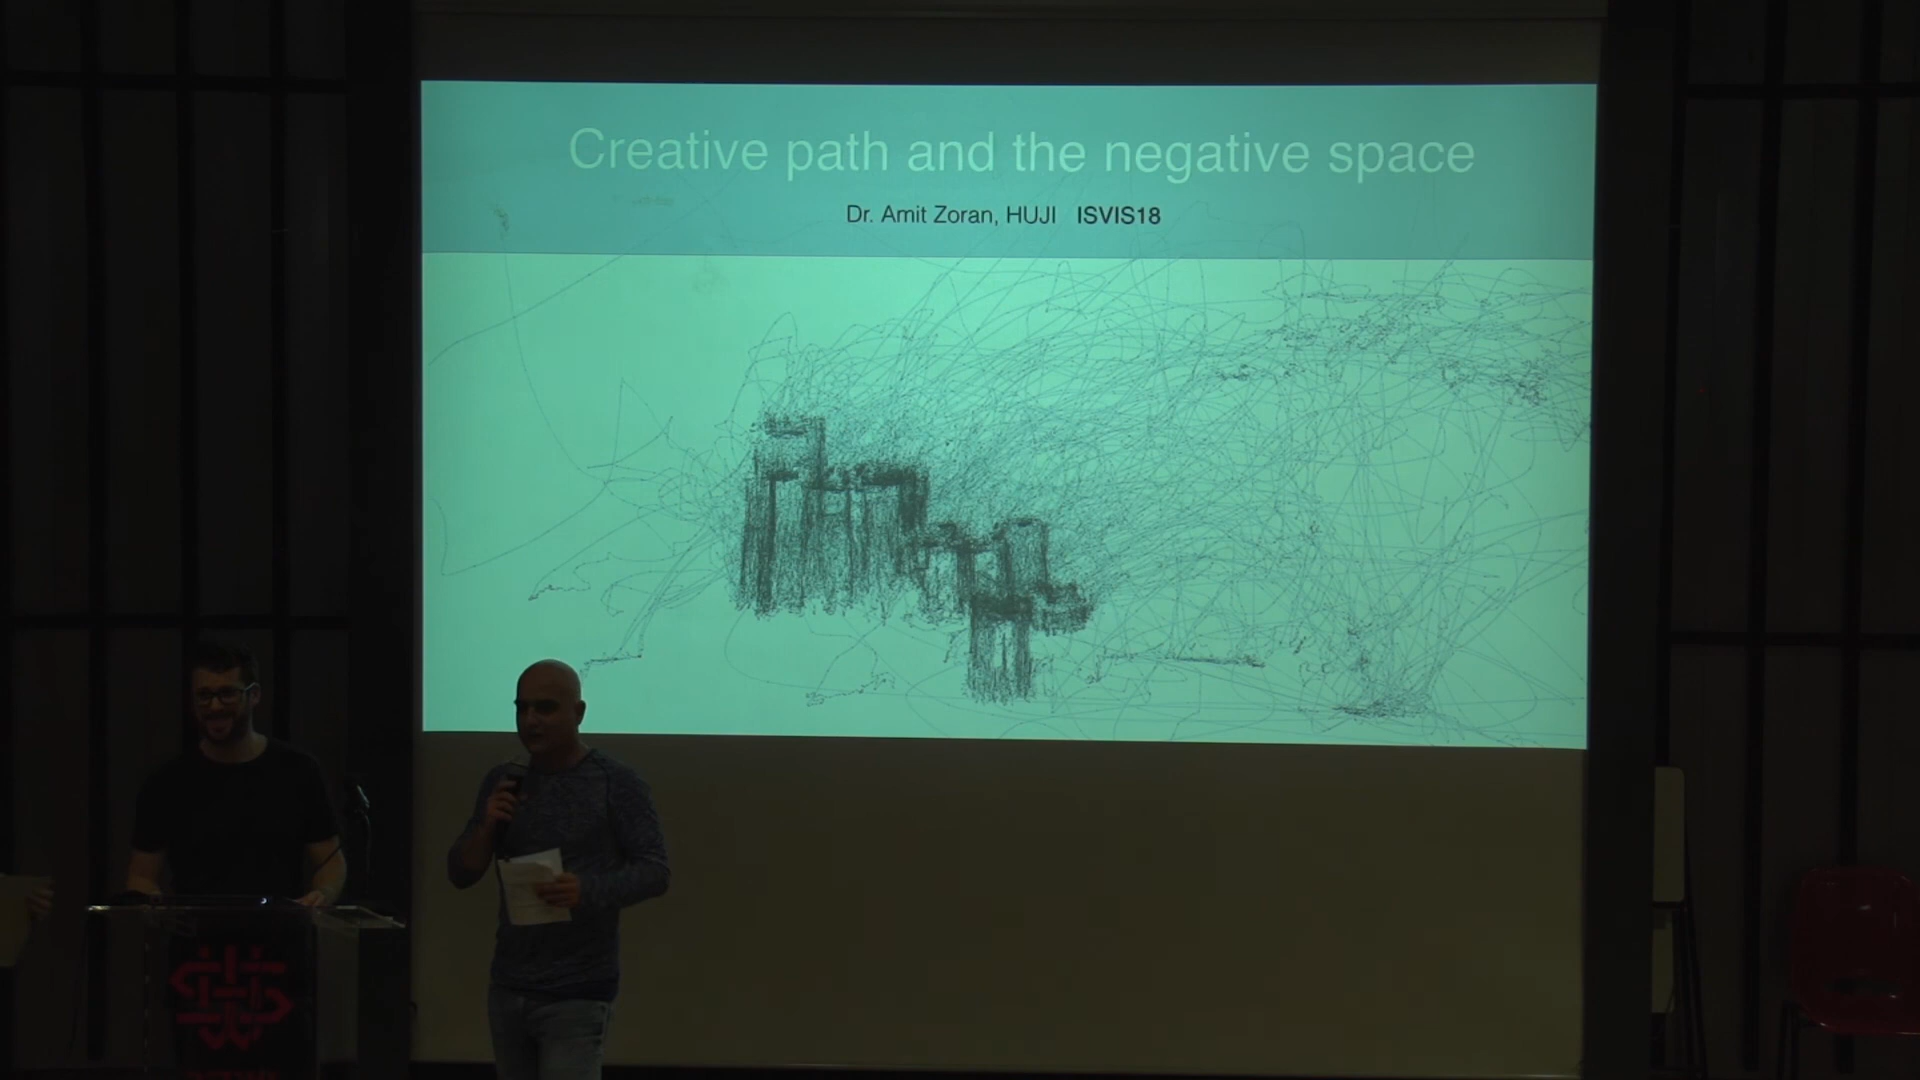 Creative path and the negative space
Dr. Amit Zoran, HUJI ISVIS18